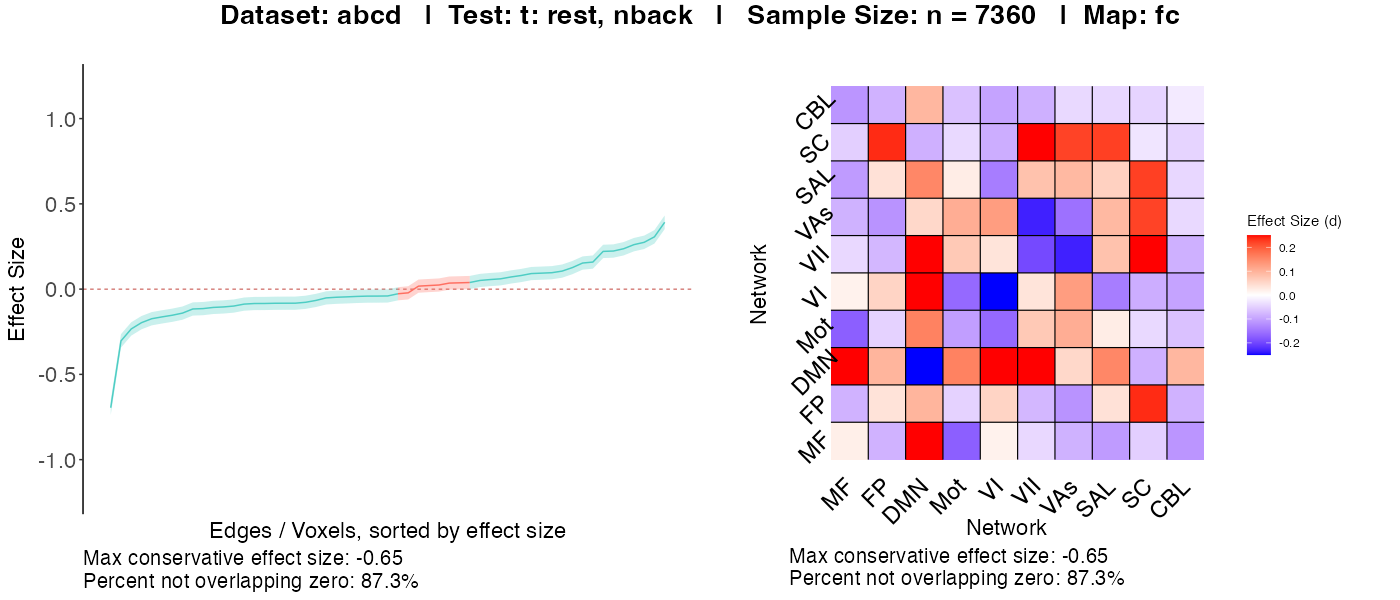 Dataset: abcd | Test: t: rest, nback | Sample Size: n = 7360 | Map: fc
Effect Size
1.0
0.5
0.0
-0.5
-1.0
Edges / Voxels, sorted by effect size
Max conservative effect size: -0.65
Percent not overlapping zero: 87.3%
Network
CBL
SC
SAL
VAs
VII
VI
Mot
DMN
FP
MF
MF FP DMN Mot VI VII VAs SAL SC CBL
Network
Max conservative effect size: -0.65
Percent not overlapping zero: 87.3%
Effect Size (d)
0.2
0.1
0.0
-0.1
-0.2